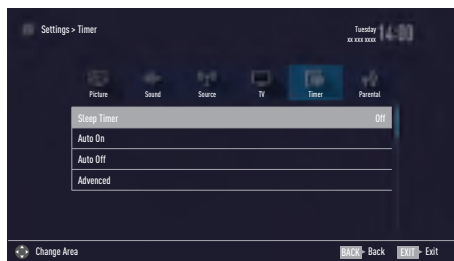 Settings > Timer
Tuesday 14:00
xx xxx xxxx
Picture Sound Source TV Timer Parental
Sleep Timer Off
Auto On
Auto Off
Advanced
Change Area BACK Back EXIT Exit